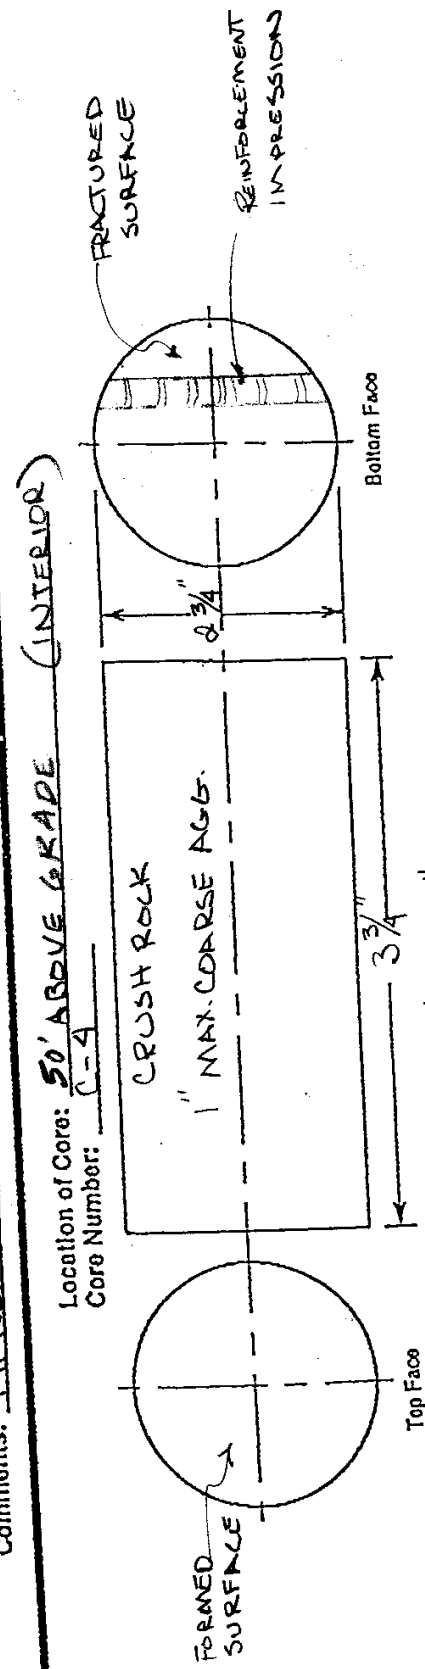 Comments:
Location of Core: 50' ABOVE GRADE (INTERIOR)
Core Number: C-4
FORMED
SURFACE
Top Face
CRUSH ROCK
1" MAX. COARSE AGG.
3 3/4"
2 3/4"
FRACTURED
SURFACE
REINFORCEMENT
IMPRESSION
Bottom Face